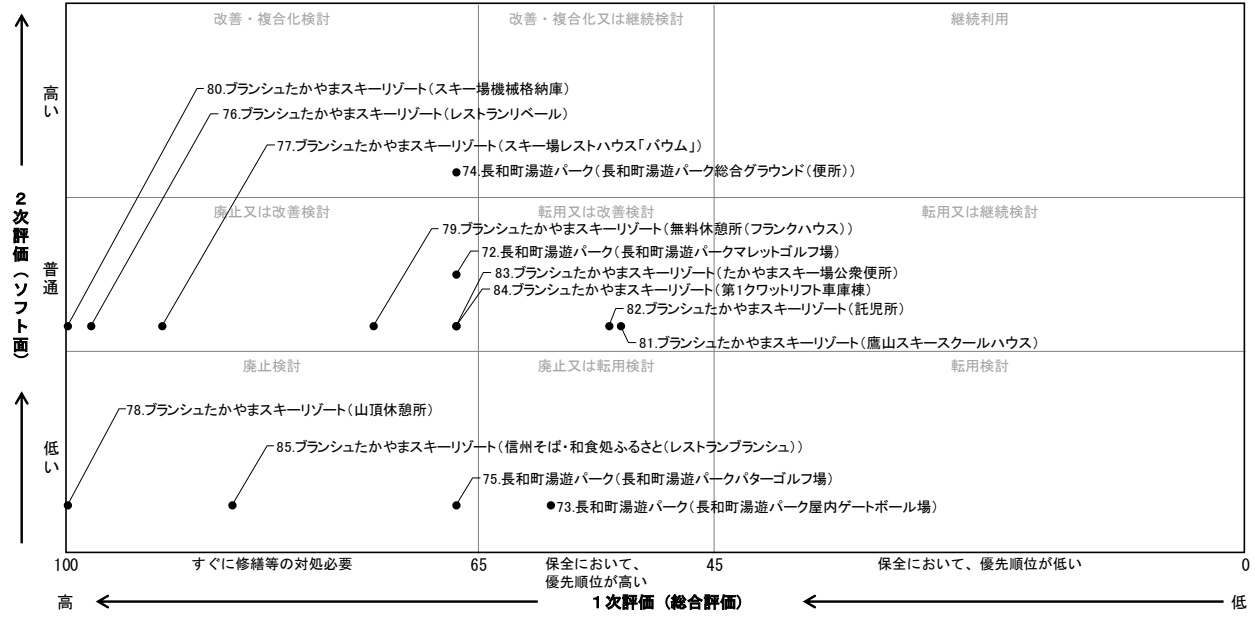 改善・複合化検討
改善・複合化又は継続検討
継続利用
高い
80.ブランシュたかやまスキーリゾート(スキー場機械格納庫)
76.ブランシュたかやまスキーリゾート(レストランリベール)
77.ブランシュたかやまスキーリゾート(スキー場レストハウス「バウム」)
74.長和町湯遊パーク(長和町湯遊パーク総合グラウンド(便所))
2次評価(ソフト面)
廃止又は改善検討
転用又は改善検討
転用又は継続検討
普通
79.ブランシュたかやまスキーリゾート(無料休憩所(フランクハウス))
72.長和町湯遊パーク(長和町湯遊パークマレットゴルフ場)
83.ブランシュたかやまスキーリゾート(たかやまスキー場公衆便所)
84.ブランシュたかやまスキーリゾート(第1クワットリフト車庫棟)
82.ブランシュたかやまスキーリゾート(託児所)
81.ブランシュたかやまスキーリゾート(鷹山スキースクールハウス)
廃止検討
廃止又は転用検討
転用検討
低い
78.ブランシュたかやまスキーリゾート(山頂休憩所)
85.ブランシュたかやまスキーリゾート(信州そば・和食処ふるさと(レストランブランシュ))
75.長和町湯遊パーク(長和町湯遊パークパターゴルフ場)
73.長和町湯遊パーク(長和町湯遊パーク屋内ゲートボール場)
100 すぐに修繕等の対処必要 65 保全において、 45 保全において、優先順位が低い 0
優先順位が高い
高 1次評価(総合評価) 低